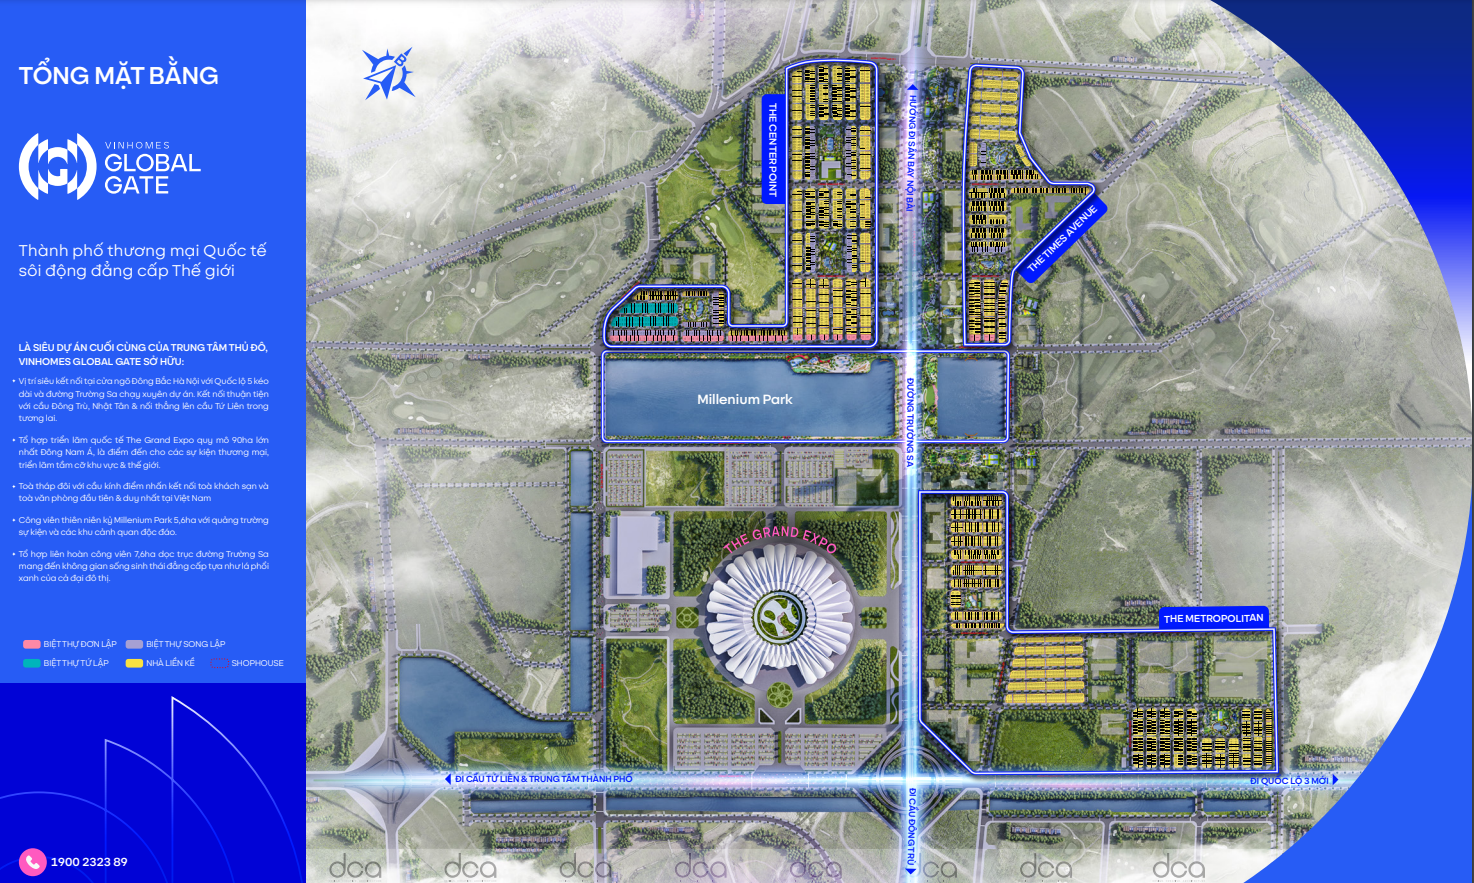 TỔNG MẶT BẰNG
VINHOMES
GLOBAL
GATE
Thành phố thương mại Quốc tế
sôi động đẳng cấp Thế giới
LÀ SIÊU DỰ ÁN CUỐI CÙNG CỦA TRUNG TÂM THỦ ĐÔ,
VINHOMES GLOBAL GATE SỞ HỮU:
• Vị trí siêu kết nối tại cửa ngõ Đông Bắc Hà Nội với Quốc lộ 5 kéo
dài và đường Trường Sa chạy xuyên dự án. Kết nối thuận tiện
với cầu Đông Trù, Nhật Tân & nối thẳng lên cầu Tứ Liên trong
tương lai.
• Tổ hợp triển lãm quốc tế The Grand Expo quy mô 90ha lớn
nhất Đông Nam Á, là điểm đến cho các sự kiện thương mại,
triển lãm tầm cỡ khu vực & thế giới.
• Toà tháp đôi với cầu kính điểm nhấn kết nối toà khách sạn và
toà văn phòng đầu tiên & duy nhất tại Việt Nam
• Công viên thiên niên kỷ Millenium Park 5,6ha với quảng trường
sự kiện và các khu cảnh quan độc đáo.
• Tổ hợp liên hoàn công viên 7,6ha dọc trục đường Trường Sa
mang đến không gian sống sinh thái đẳng cấp tựa như lá phổi
xanh của cả đại đô thị.
BIỆT THỰ ĐƠN LẬP BIỆT THỰ SONG LẬP
BIỆT THỰ TỨ LẬP NHÀ LIỀN KỀ SHOPHOUSE
1900 2323 89
B
THE CENTER POINT
HƯỚNG ĐI SÂN BAY NỘI BÀI
THE TIMES AVENUE
Millenium Park
ĐƯỜNG TRƯỜNG SA
THE GRAND EXPO
THE METROPOLITAN
ĐI CẦU TỨ LIÊN & TRUNG TÂM THÀNH PHỐ
ĐI QUỐC LỘ 3 MỚI
ĐI CẦU ĐÔNG TRÙ
dca dca dca dca dca dca dca dca